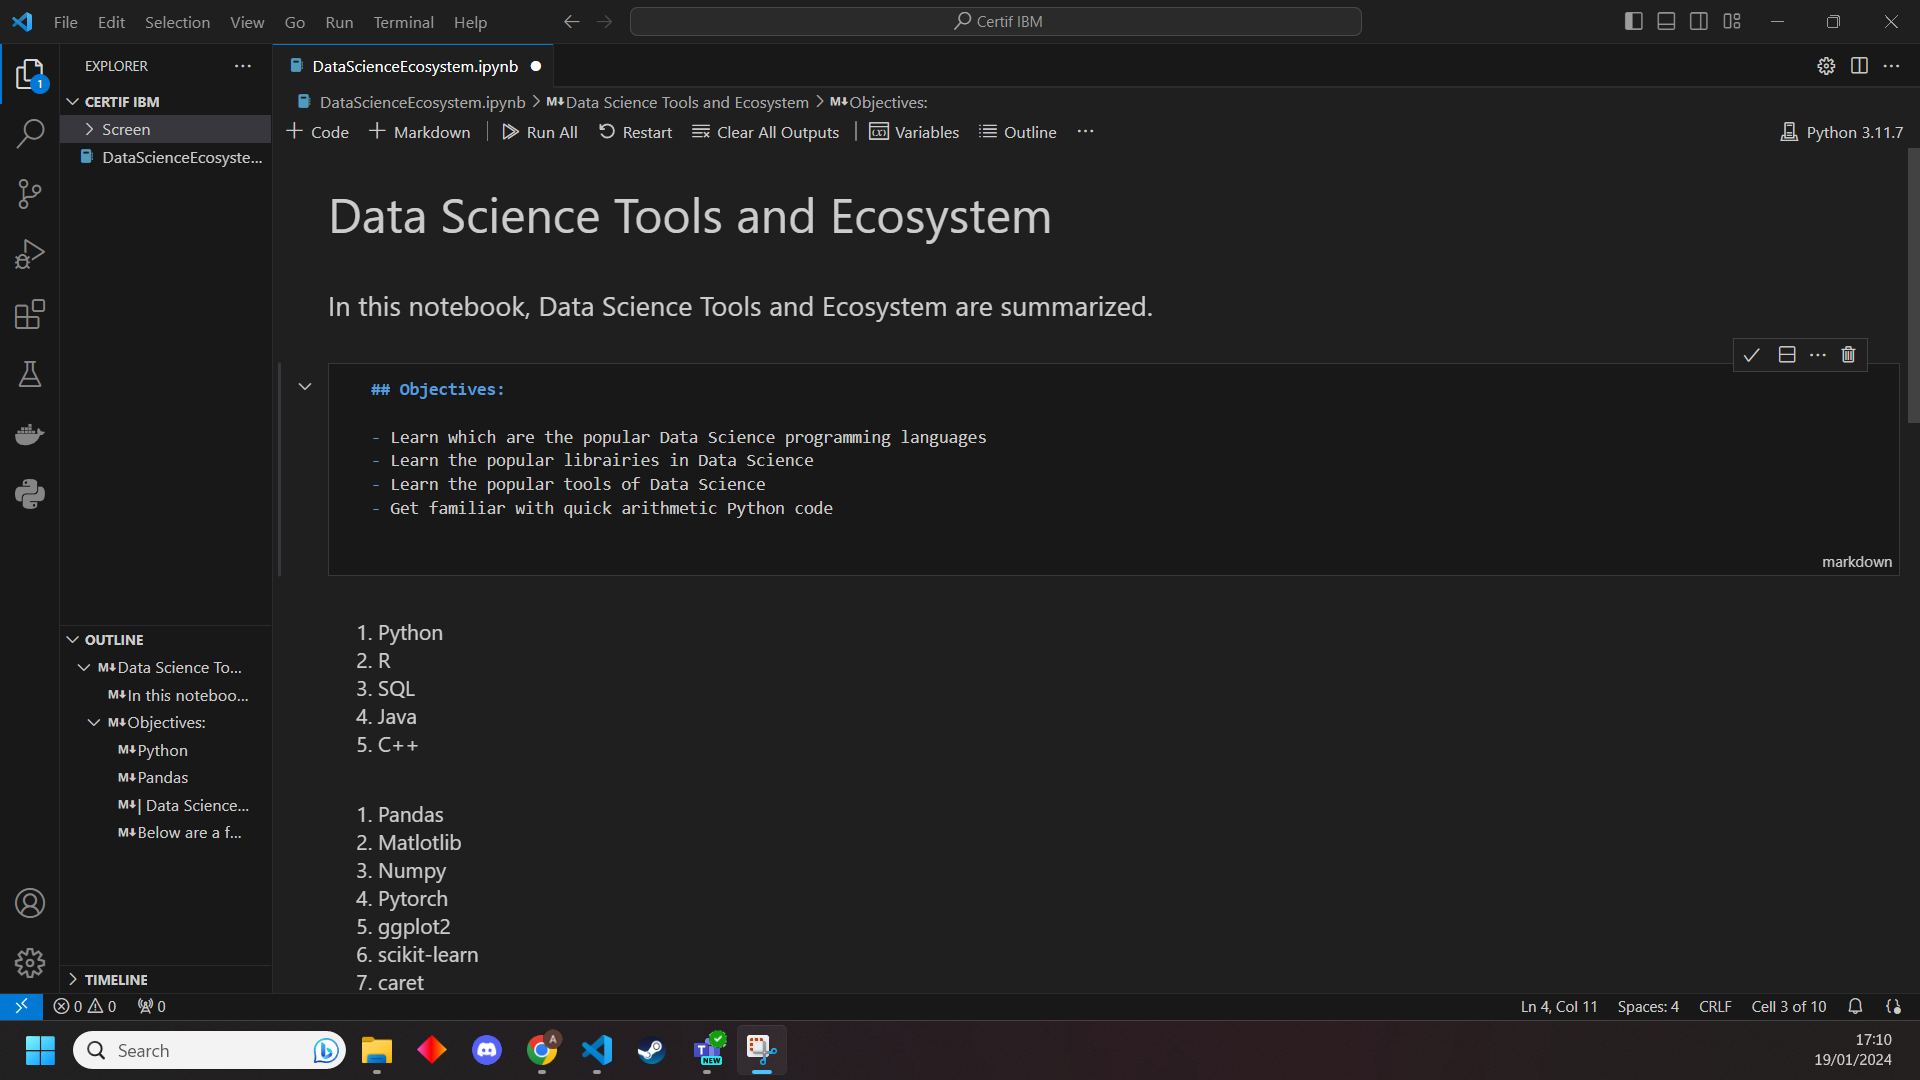 File Edit Selection View Go Run Terminal Help
Certif IBM
EXPLORER
1
CERTIF IBM
Screen
DataScienceEcosyste...
DataScienceEcosystem.ipynb
DataScienceEcosystem.ipynb > M↓Data Science Tools and Ecosystem > M↓Objectives:
+ Code + Markdown Run All Restart Clear All Outputs Variables Outline ...
Python 3.11.7
Data Science Tools and Ecosystem
In this notebook, Data Science Tools and Ecosystem are summarized.
## Objectives:
- Learn which are the popular Data Science programming languages
- Learn the popular librairies in Data Science
- Learn the popular tools of Data Science
- Get familiar with quick arithmetic Python code
markdown
1. Python
2. R
3. SQL
4. Java
5. C++
1. Pandas
2. Matlotlib
3. Numpy
4. Pytorch
5. ggplot2
6. scikit-learn
7. caret
OUTLINE
M↓Data Science To...
M↓In this noteboo...
M↓Objectives:
M↓Python
M↓Pandas
M↓| Data Science...
M↓Below are a f...
TIMELINE
0 0 0
Ln 4, Col 11 Spaces: 4 CRLF Cell 3 of 10
Search
A
NEW
17:10
19/01/2024